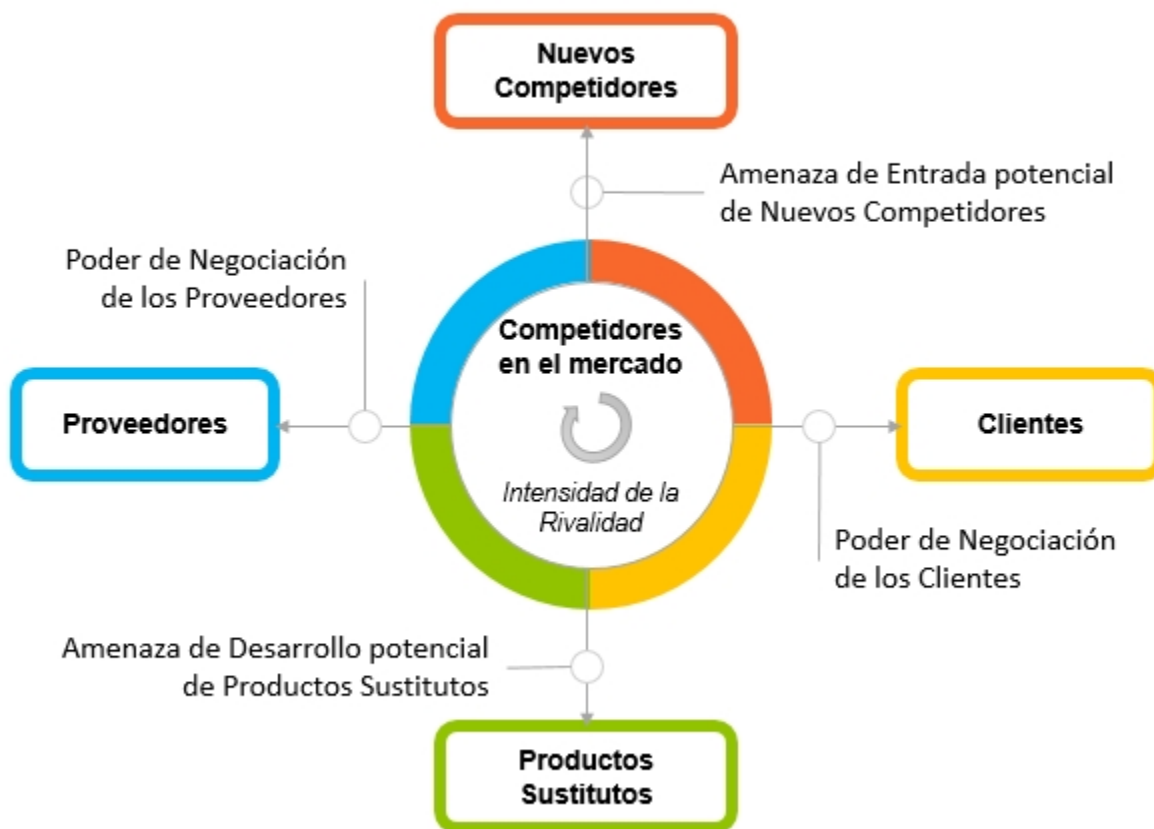 Nuevos
Competidores
Amenaza de Entrada potencial
de Nuevos Competidores
Poder de Negociación
de los Proveedores
Competidores
en el mercado
Proveedores
Clientes
Intensidad de la
Rivalidad
Poder de Negociación
de los Clientes
Amenaza de Desarrollo potencial
de Productos Sustitutos
Productos
Sustitutos